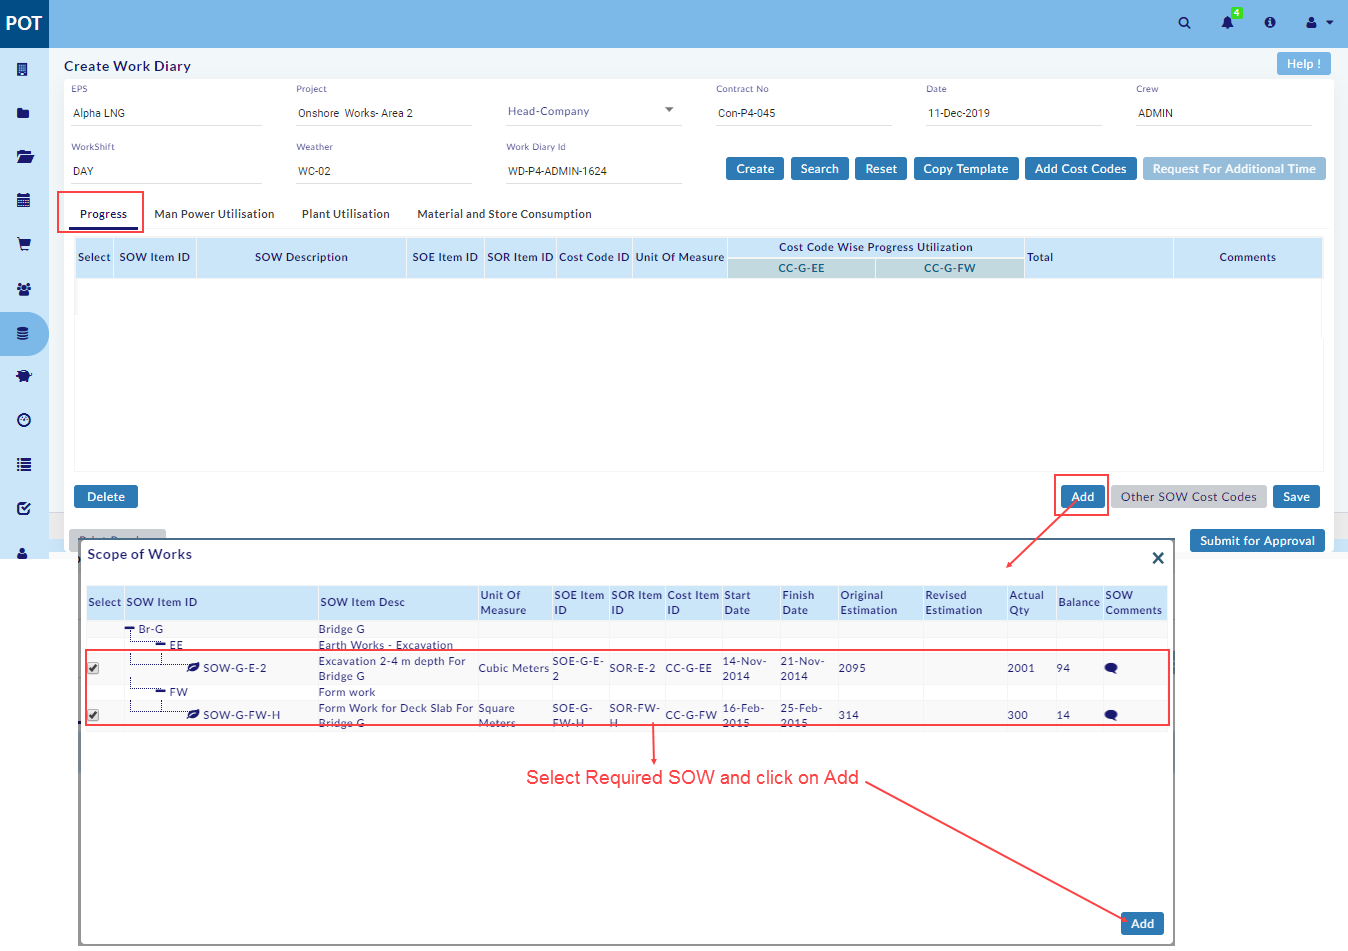 POT
4
Create Work Diary
Help !
EPS
Project
Contract No
Date
Crew
Alpha LNG
Onshore Works- Area 2
Head-Company
Con-P4-045
11-Dec-2019
ADMIN
WorkShift
Weather
Work Diary Id
DAY
WC-02
WD-P4-ADMIN-1624
Create
Search
Reset
Copy Template
Add Cost Codes
Request For Additional Time
Progress
Man Power Utilisation
Plant Utilisation
Material and Store Consumption
Select
SOW Item ID
SOW Description
SOE Item ID
SOR Item ID
Cost Code ID
Unit Of Measure
Cost Code Wise Progress Utilization
CC-G-EE
CC-G-FW
Total
Comments
Delete
Add
Other SOW Cost Codes
Save
Submit for Approval
Scope of Works
Select
SOW Item ID
SOW Item Desc
Unit Of
Measure
SOE Item
ID
SOR Item
ID
Cost Item
ID
Start
Date
Finish
Date
Original
Estimation
Revised
Estimation
Actual
Qty
Balance
SOW
Comments
Br-G
Bridge G
EE
Earth Works - Excavation
SOW-G-E-2
Excavation 2-4 m depth For
Bridge G
Cubic Meters
SOE-G-E-
2
SOR-E-2
CC-G-EE
14-Nov-
2014
21-Nov-
2014
2095
2001
94
FW
Form work
SOW-G-FW-H
Form Work for Deck Slab For
Bridge G
Square
Meters
SOE-G-
FW-H
SOR-FW-
H
CC-G-FW
16-Feb-
2015
25-Feb-
2015
314
300
14
Select Required SOW and click on Add
Add